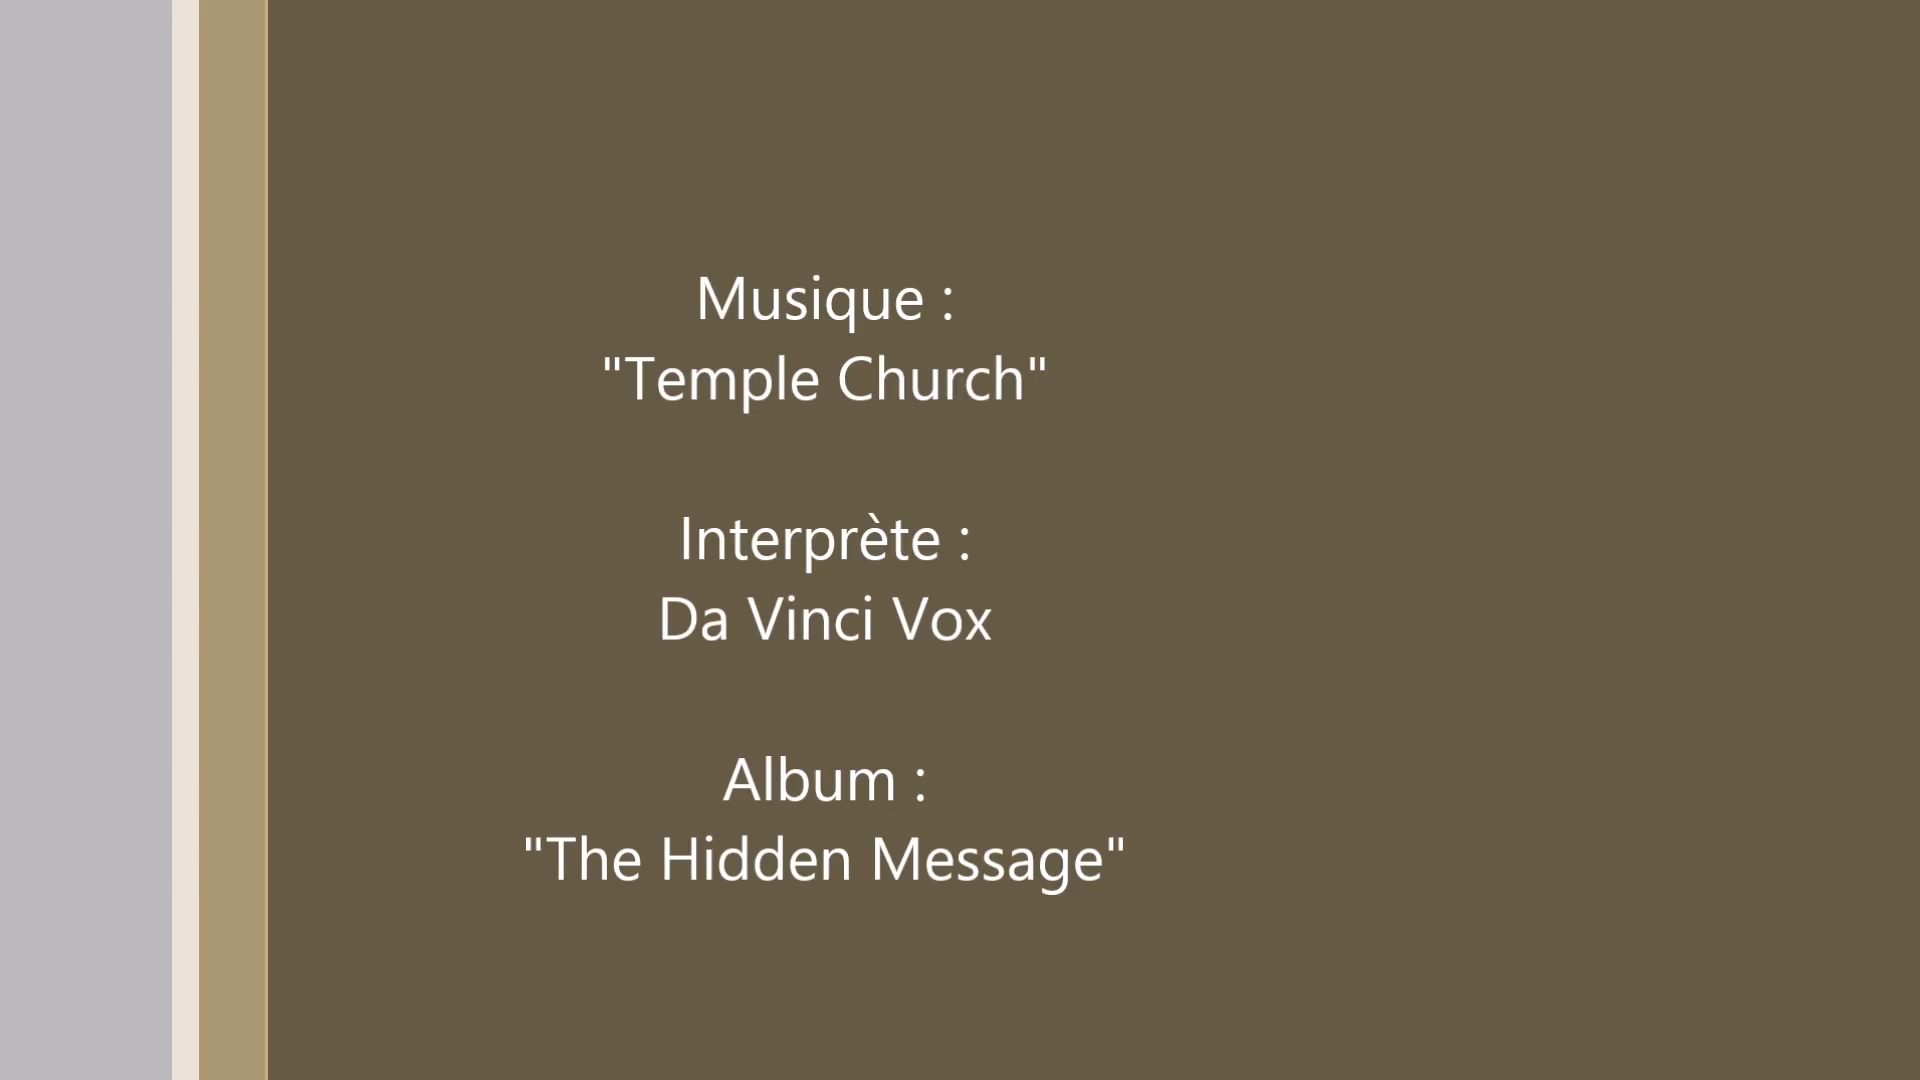 Musique :
"Temple Church"
Interprète :
Da Vinci Vox
Album :
"The Hidden Message"